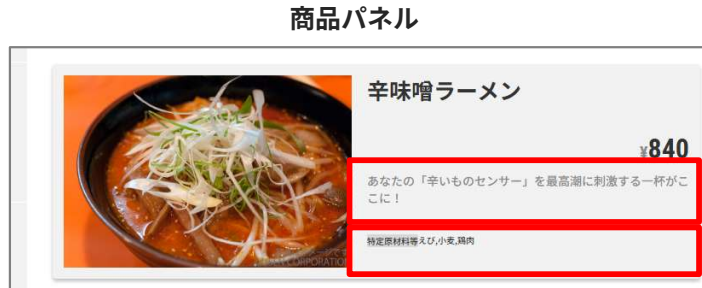 商品パネル
辛味噌ラーメン
¥840
あなたの「辛いものセンサー」を最高潮に刺激する一杯がこ
こに！
特定原材料等えび,小麦,鶏肉
CORPORATION